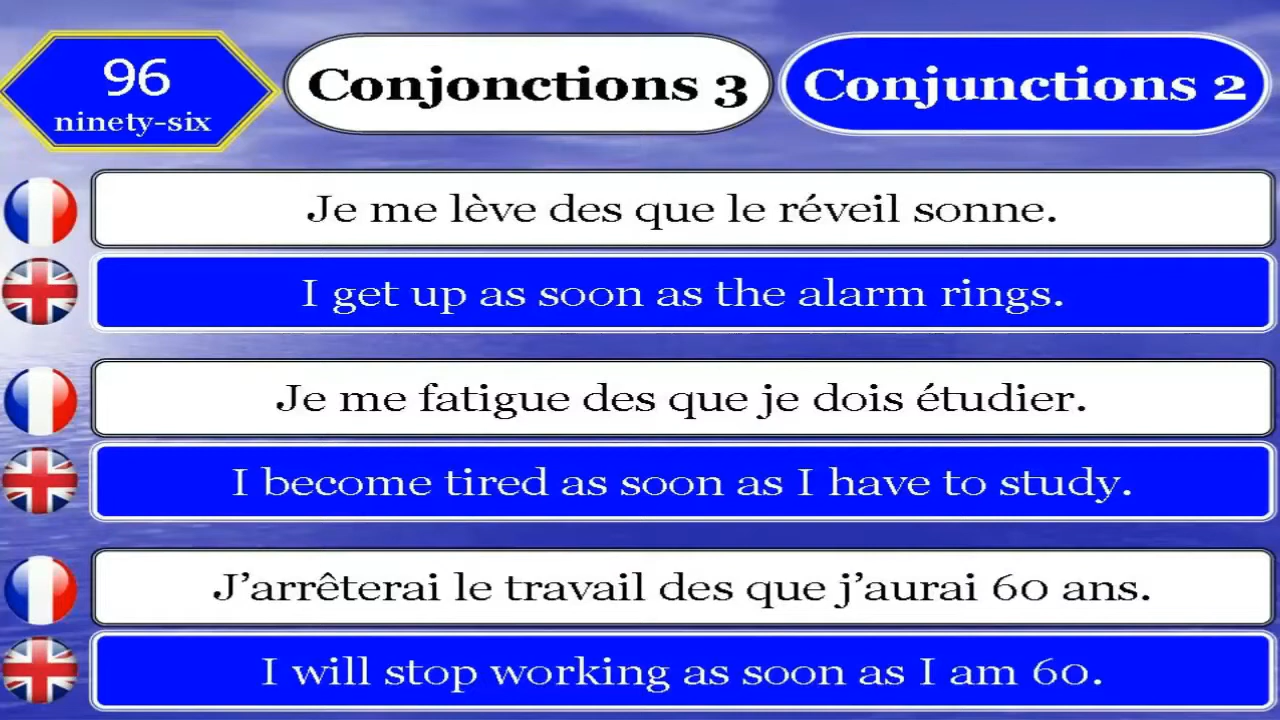 96
ninety-six
Conjonctions 3
Conjunctions 2
Je me lève des que le réveil sonne.
I get up as soon as the alarm rings.
Je me fatigue des que je dois étudier.
I become tired as soon as I have to study.
J’arrêterai le travail des que j’aurai 60 ans.
I will stop working as soon as I am 60.